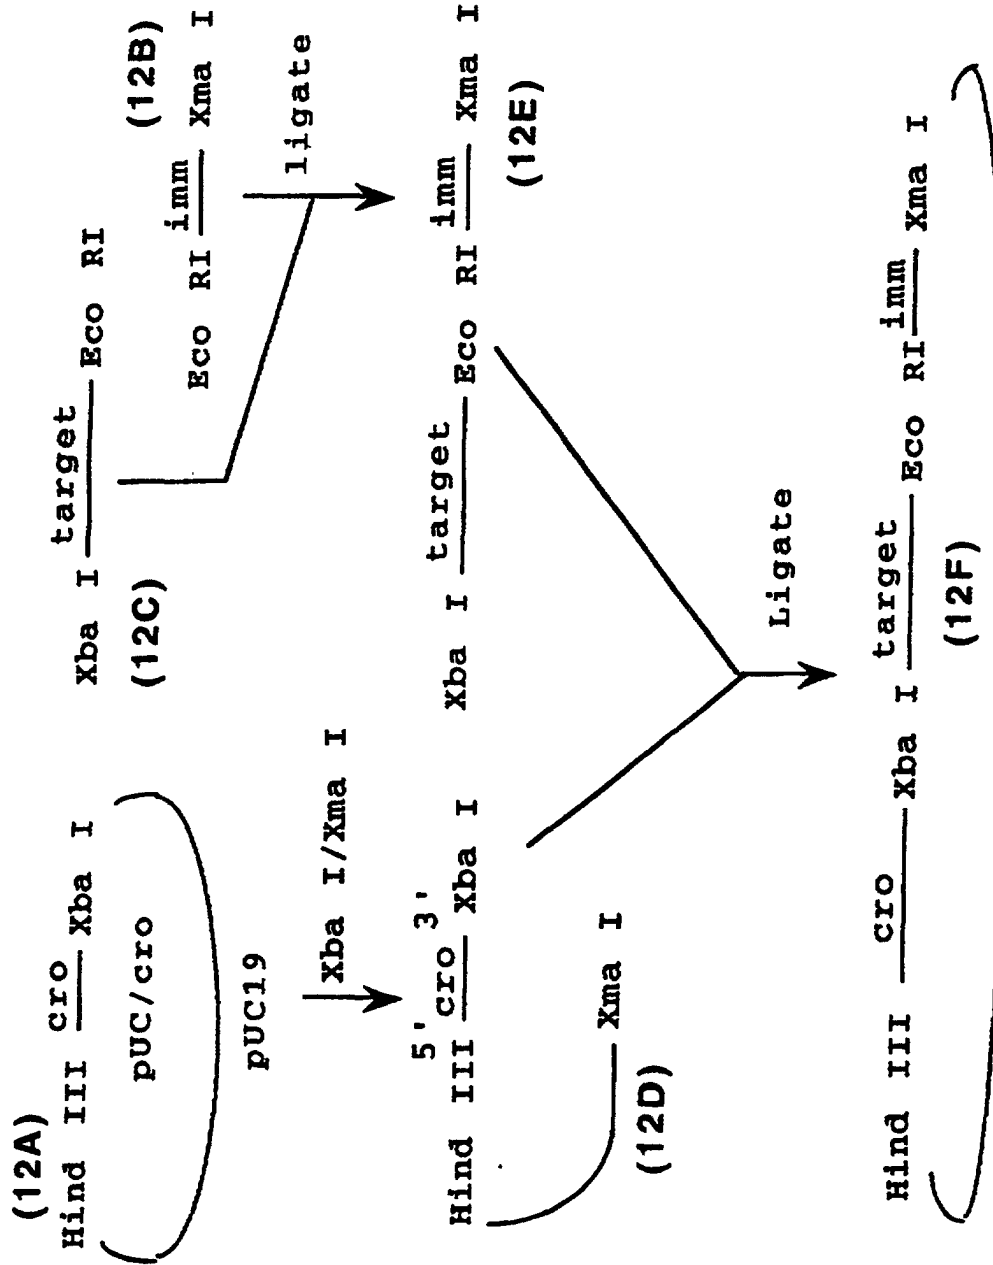 (12A)
Hind III cro Xba I
pUC/cro
pUC19
Xba I/Xma I
Xba I target Eco RI
(12C)
(12B)
Eco RI imm Xma I
ligate
5' 3'
Hind III cro Xba I
Xma I
(12D)
Xba I target Eco RI imm Xma I
(12E)
Ligate
Hind III cro Xba I target Eco RI imm Xma I
(12F)